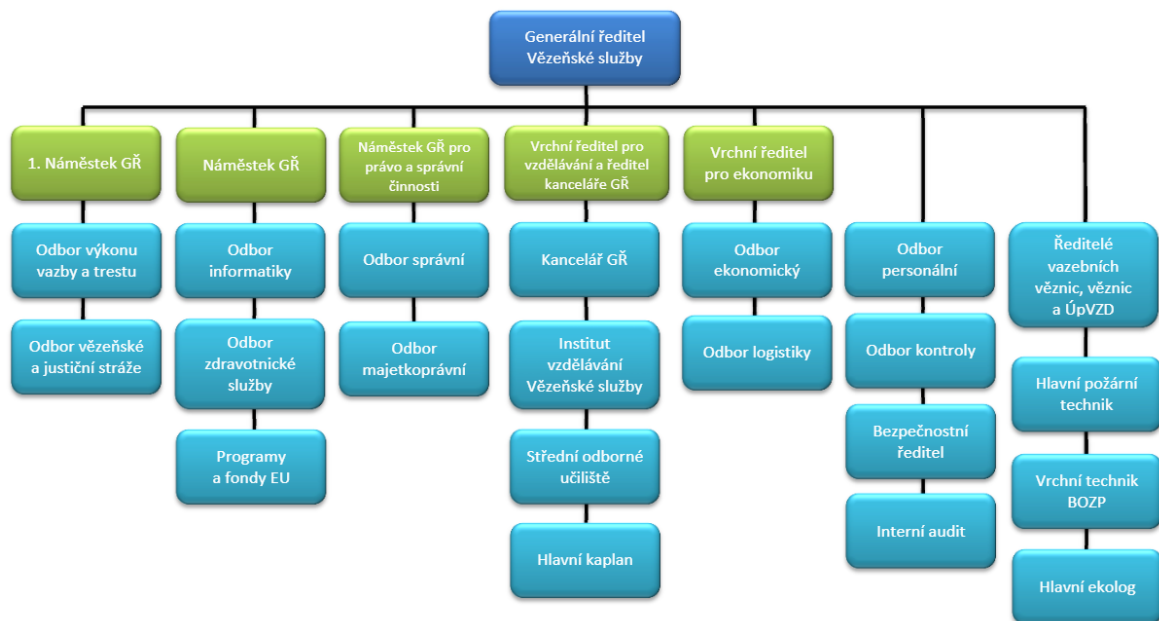 Generální ředitel
Vězeňské služby
1. Náměstek GŘ
Náměstek GŘ
Náměstek GŘ pro
právo a správní
činnosti
Vrchní ředitel pro
vzdělávání a ředitel
kanceláře GŘ
Vrchní ředitel
pro ekonomiku
Odbor výkonu
vazby a trestu
Odbor
informatiky
Odbor správní
Kancelář GŘ
Odbor
ekonomický
Odbor
personální
Ředitelé
vazebních
věznic, věznic
a ÚpVZD
Odbor vězeňské
a justiční stráže
Odbor
zdravotnické
služby
Odbor
majetkoprávní
Institut
vzdělávání
Vězeňské služby
Odbor logistiky
Odbor kontroly
Hlavní požární
technik
Programy
a fondy EU
Střední odborné
učiliště
Bezpečnostní
ředitel
Vrchní technik
BOZP
Hlavní kaplan
Interní audit
Hlavní ekolog